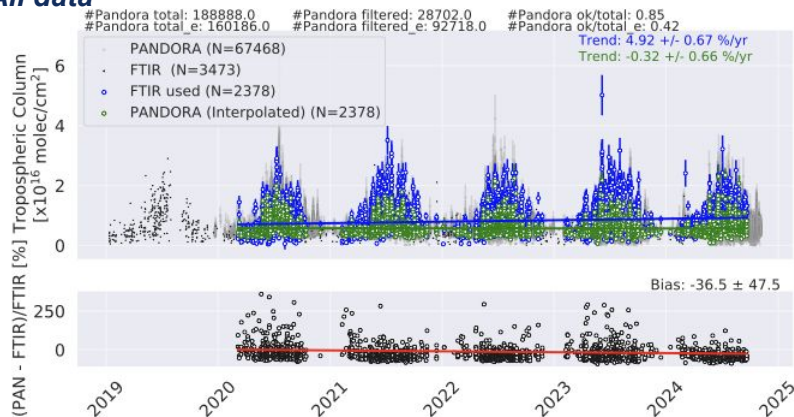 All data
#Pandora total: 188888.0 #Pandora filtered: 28702.0 #Pandora ok/total: 0.85
#Pandora total_e: 160186.0 #Pandora filtered_e: 92718.0 #Pandora ok/total_e: 0.42
PANDORA (N=67468)
FTIR (N=3473)
FTIR used (N=2378)
PANDORA (Interpolated) (N=2378)
Trend: 4.92 +/- 0.67 %/yr
Trend: -0.32 +/- 0.66 %/yr
Tropospheric Column
[x10¹⁶ molec/cm²]
6
4
2
0
Bias: -36.5 ± 47.5
(PAN - FTIR)/FTIR [%]
250
0
2019 2020 2021 2022 2023 2024 2025